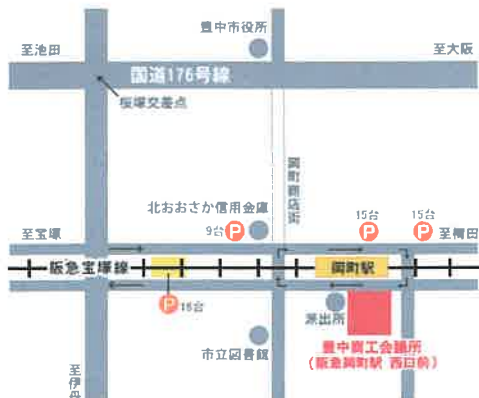 豊中市役所
至池田
至大阪
国道176号線
桜塚交差点
岡町商店街
北おおさか信用金庫
9台 P
15台
P
15台
P
至宝塚
至梅田
阪急宝塚線
岡町駅
P 16台
派出所
市立図書館
豊中商工会議所
(阪急岡町駅 西口前)
至伊丹